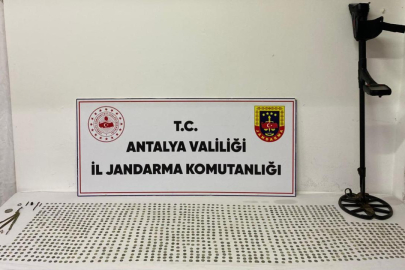 T.C.
ANTALYA VALİLİĞİ
İL JANDARMA KOMUTANLIĞI